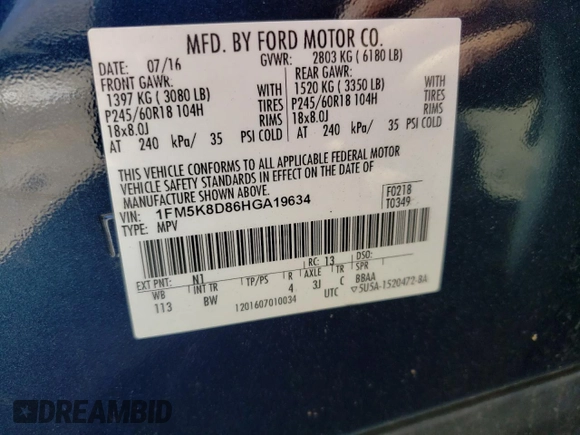 MFD. BY FORD MOTOR CO.
DATE: 07/16 GVWR: 2803 KG ( 6180 LB)
FRONT GAWR: REAR GAWR:
1397 KG ( 3080 LB) WITH 1520 KG ( 3350 LB) WITH
P245/60R18 104H TIRES P245/60R18 104H TIRES
18x8.0J RIMS 18x8.0J RIMS
AT 240 kPa/ 35 PSI COLD AT 240 kPa/ 35 PSI COLD
THIS VEHICLE CONFORMS TO ALL APPLICABLE FEDERAL MOTOR
VEHICLE SAFETY STANDARDS IN EFFECT ON THE DATE OF
MANUFACTURE SHOWN ABOVE.
VIN: 1FM5K8D86HGA19634 F0218
TYPE: MPV T0349
EXT PNT: N1 RC: 13 DSO:
WB INT TR TP/PS R AXLE TR SPR
113 BW 4 3J C BBAA
1201607010034 UTC ▽5USA-1520472-BA
DREAMBID